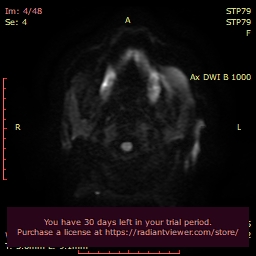 Im: 4/48
Se: 4
A
STP79
STP79
F
Ax DWI B 1000
R
L
You have 30 days left in your trial period.
Purchase a license at https://radiantviewer.com/store/